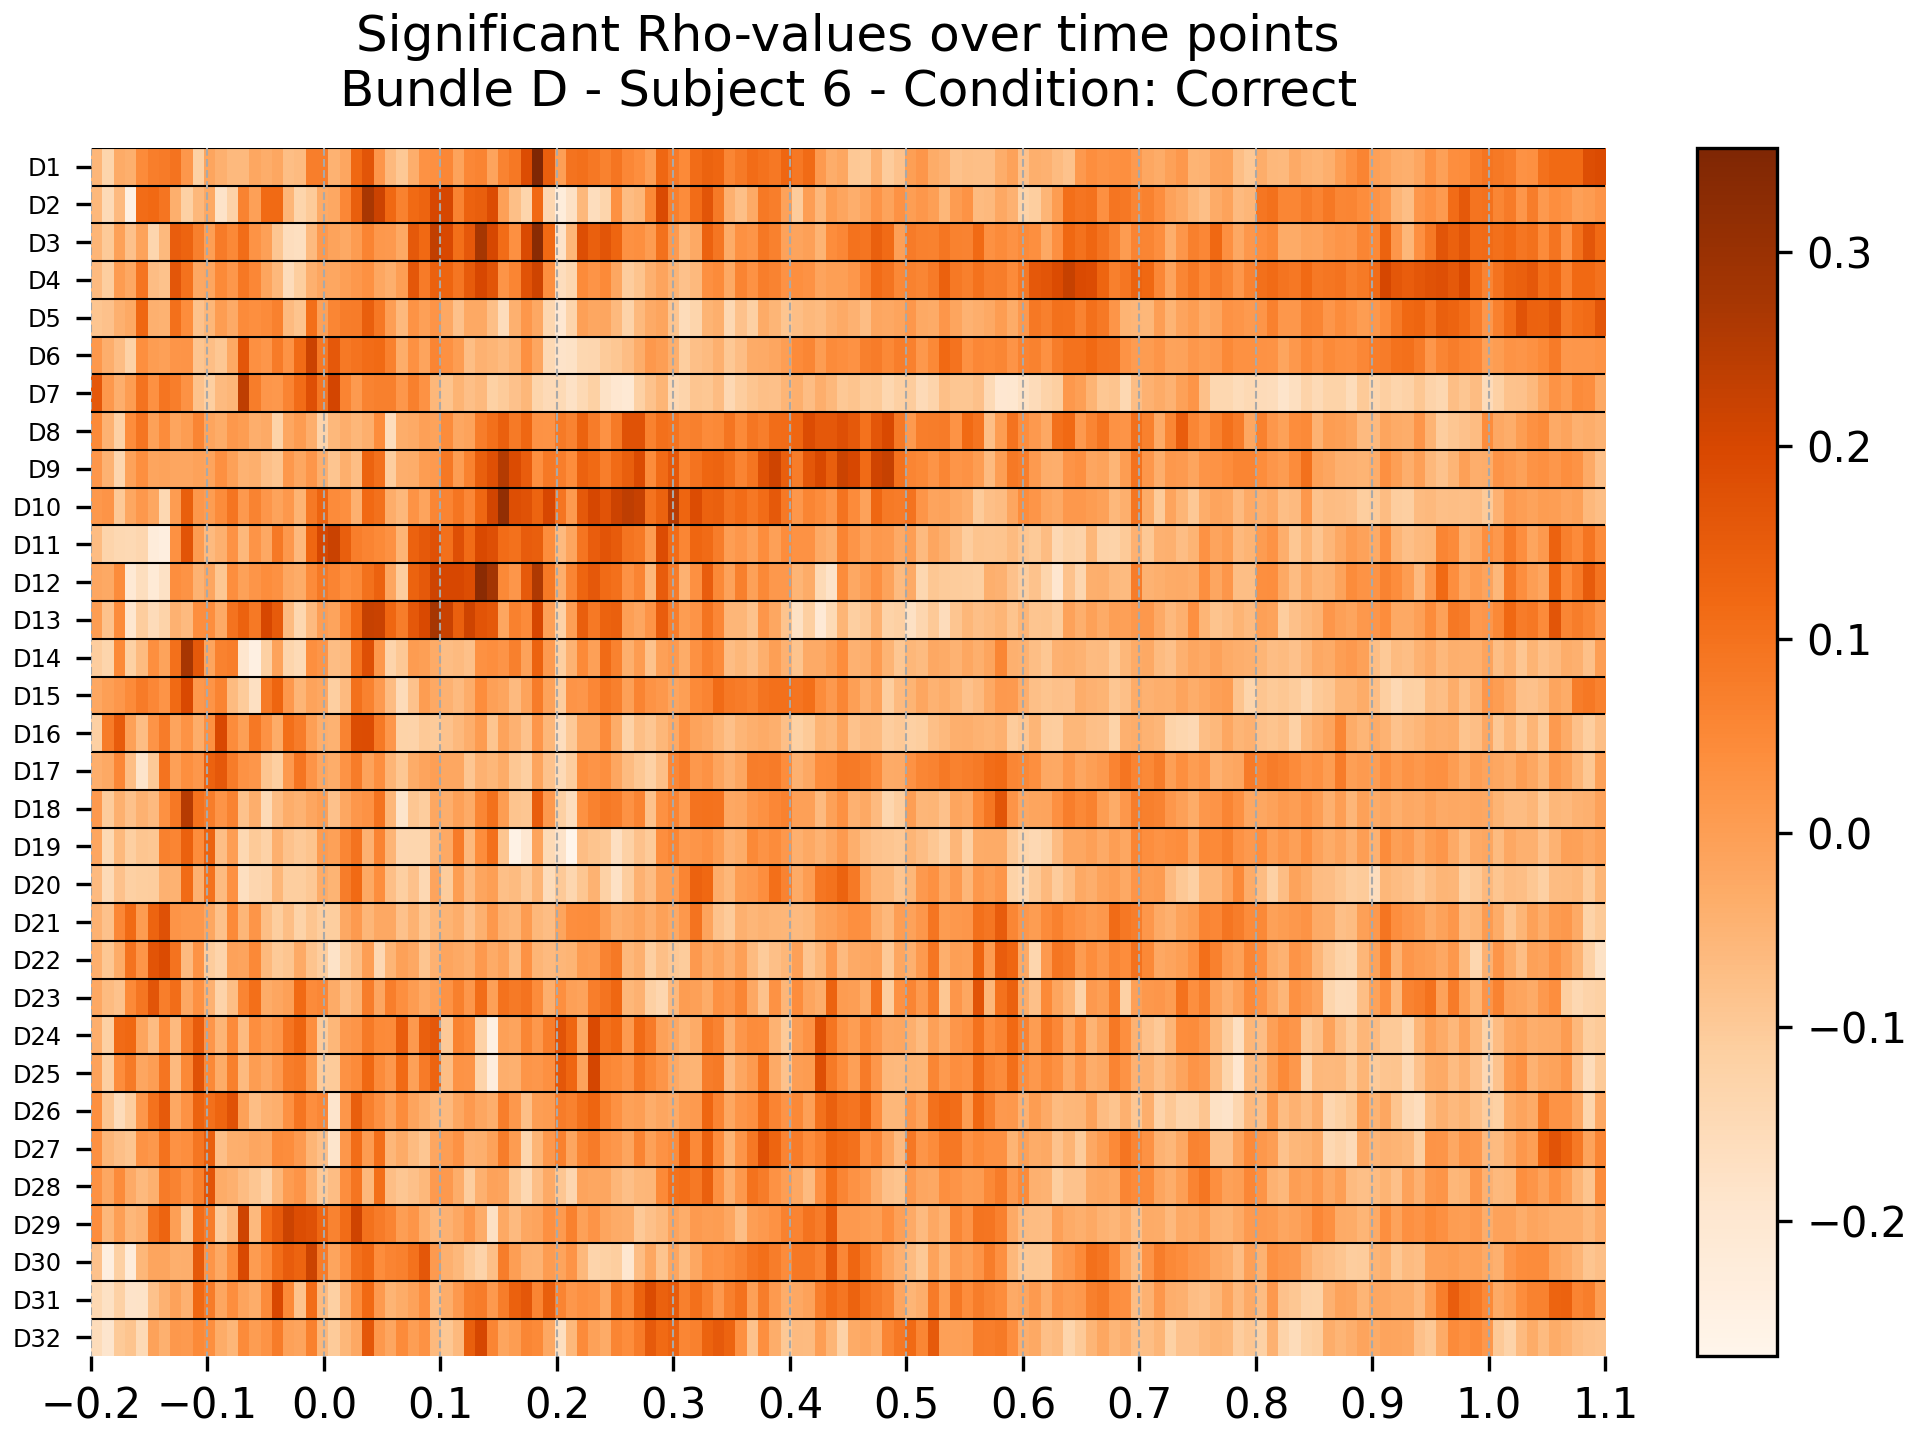 Significant Rho-values over time points
Bundle D - Subject 6 - Condition: Correct
D1
D2
D3
D4
D5
D6
D7
D8
D9
D10
D11
D12
D13
D14
D15
D16
D17
D18
D19
D20
D21
D22
D23
D24
D25
D26
D27
D28
D29
D30
D31
D32
−0.2 −0.1 0.0 0.1 0.2 0.3 0.4 0.5 0.6 0.7 0.8 0.9 1.0 1.1
0.3
0.2
0.1
0.0
−0.1
−0.2